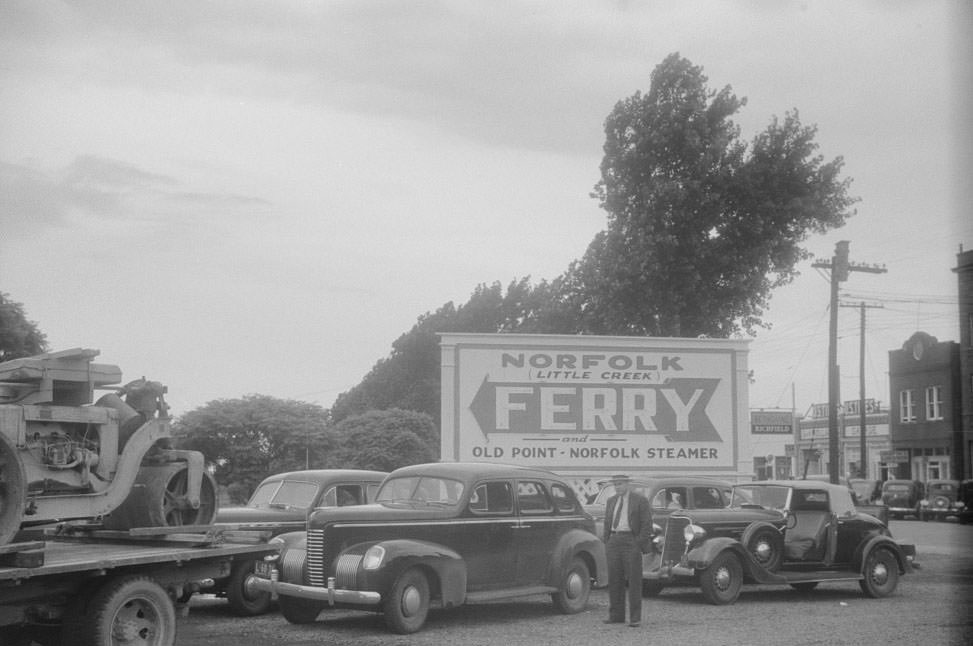 NORFOLK
(LITTLE CREEK)
FERRY
and
OLD POINT - NORFOLK STEAMER
RICHFIELD